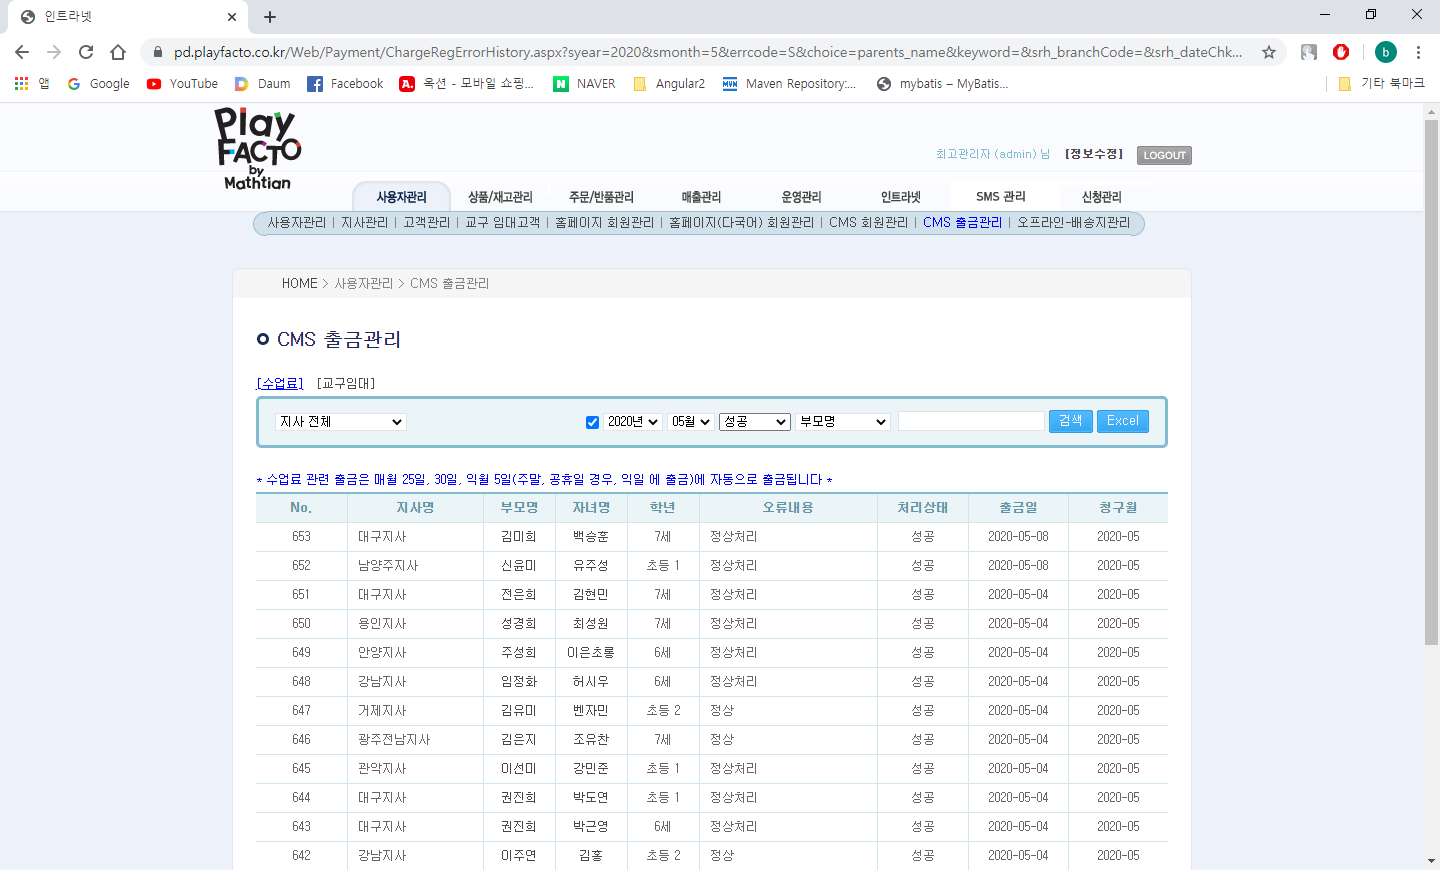 인트라넷
pd.playfacto.co.kr/Web/Payment/ChargeRegErrorHistory.aspx?syear=2020&smonth=5&errcode=S&choice=parents_name&keyword=&srh_branchCode=&srh_dateChk...
b
앱 Google YouTube Daum Facebook 옥션 - 모바일 쇼핑... NAVER Angular2 Maven Repository:... mybatis – MyBatis... 기타 북마크
Play
FACTO
by
Mathtian
최고관리자 (admin) 님 [정보수정] LOGOUT
사용자관리 상품/재고관리 주문/반품관리 매출관리 운영관리 인트라넷 SMS 관리 신청관리
사용자관리 | 지사관리 | 고객관리 | 교구 임대고객 | 홈페이지 회원관리 | 홈페이지(다국어) 회원관리 | CMS 회원관리 | CMS 출금관리 | 오프라인-배송지관리
HOME > 사용자관리 > CMS 출금관리
CMS 출금관리
[수업료] [교구임대]
지사 전체 2020년 05월 성공 부모명 검색 Excel
* 수업료 관련 출금은 매월 25일, 30일, 익월 5일(주말, 공휴일 경우, 익일 에 출금)에 자동으로 출금됩니다 *
No. 지사명 부모명 자녀명 학년 오류내용 처리상태 출금일 청구월
653 대구지사 김미희 백승훈 7세 정상처리 성공 2020-05-08 2020-05
652 남양주지사 신윤미 유주성 초등 1 정상처리 성공 2020-05-08 2020-05
651 대구지사 전은희 김현민 7세 정상처리 성공 2020-05-04 2020-05
650 용인지사 성경희 최성원 7세 정상처리 성공 2020-05-04 2020-05
649 안양지사 주성희 이은초롱 6세 정상처리 성공 2020-05-04 2020-05
648 강남지사 임정화 허시우 6세 정상처리 성공 2020-05-04 2020-05
647 거제지사 김유미 벤자민 초등 2 정상 성공 2020-05-04 2020-05
646 광주전남지사 김은지 조유찬 7세 정상 성공 2020-05-04 2020-05
645 관악지사 이선미 강민준 초등 1 정상처리 성공 2020-05-04 2020-05
644 대구지사 권진희 박도연 초등 1 정상처리 성공 2020-05-04 2020-05
643 대구지사 권진희 박근영 6세 정상처리 성공 2020-05-04 2020-05
642 강남지사 이주연 김홍 초등 2 정상 성공 2020-05-04 2020-05